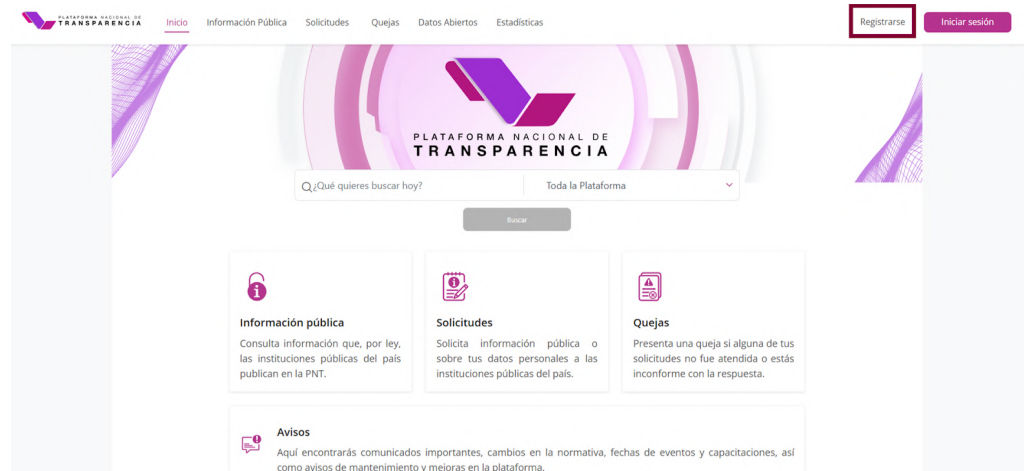 PLATAFORMA NACIONAL DE
TRANSPARENCIA
Inicio
Información Pública
Solicitudes
Quejas
Datos Abiertos
Estadísticas
Registrarse
Iniciar sesión
PLATAFORMA NACIONAL DE
TRANSPARENCIA
¿Qué quieres buscar hoy?
Toda la Plataforma
Buscar
Información pública
Consulta información que, por ley,
las instituciones públicas del país
publican en la PNT.
Solicitudes
Solicita información pública o
sobre tus datos personales a las
instituciones públicas del país.
Quejas
Presenta una queja si alguna de tus
solicitudes no fue atendida o estás
inconforme con la respuesta.
Avisos
Aquí encontrarás comunicados importantes, cambios en la normativa, fechas de eventos y capacitaciones, así
como avisos de mantenimiento y mejoras en la plataforma.